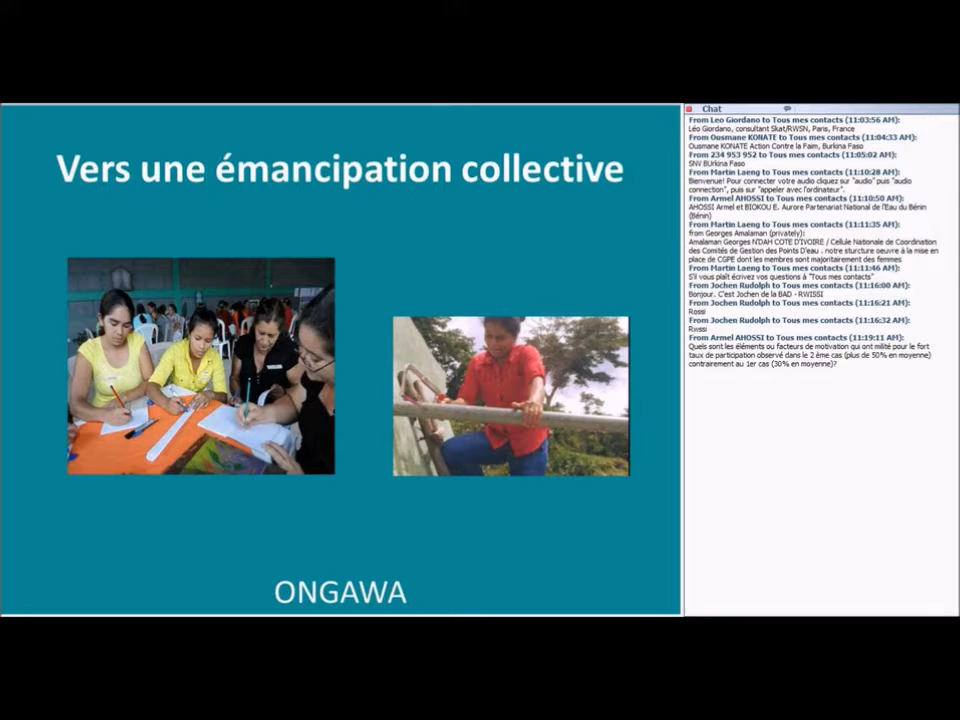 Vers une émancipation collective
ONGAWA
Chat
From Leo Giordano to Tous mes contacts (11:03:56 AM):
Léo Giordano, consultant Skat/RWSN, Paris, France
From Ousmane KONATE to Tous mes contacts (11:04:33 AM):
Ousmane KONATE Action Contre la Faim, Burkina Faso
From 234 953 952 to Tous mes contacts (11:05:02 AM):
SNV BUrkina Faso
From Martin Laeng to Tous mes contacts (11:10:28 AM):
Bienvenue! Pour connecter votre audio cliquez sur "audio" puis "audio
connection", puis sur "appeler avec l'ordinateur".
From Armel AHOSSI to Tous mes contacts (11:10:50 AM):
AHOSSI Armel et BIOKOU E. Aurore Partenariat National de l'Eau du Bénin
(Bénin)
From Martin Laeng to Tous mes contacts (11:11:35 AM):
from Georges Amalaman (privately):
Amalaman Georges N'DAH COTE D'IVOIRE / Cellule Nationale de Coordination
des Comités de Gestion des Points D'eau . notre sturcture oeuvre à la mise en
place de CGPE dont les membres sont majoritairement des femmes
From Martin Laeng to Tous mes contacts (11:11:46 AM):
S'il vous plaît écrivez vos questions à "Tous mes contacts"
From Jochen Rudolph to Tous mes contacts (11:16:00 AM):
Bonjour. C'est Jochen de la BAD - RWISSI
From Jochen Rudolph to Tous mes contacts (11:16:21 AM):
Rossi
From Jochen Rudolph to Tous mes contacts (11:16:32 AM):
Rwssi
From Armel AHOSSI to Tous mes contacts (11:19:11 AM):
Quels sont les éléments ou facteurs de motivation qui ont milité pour le fort
taux de participation observé dans le 2 ème cas (plus de 50% en moyenne)
contrairement au 1er cas (30% en moyenne)?